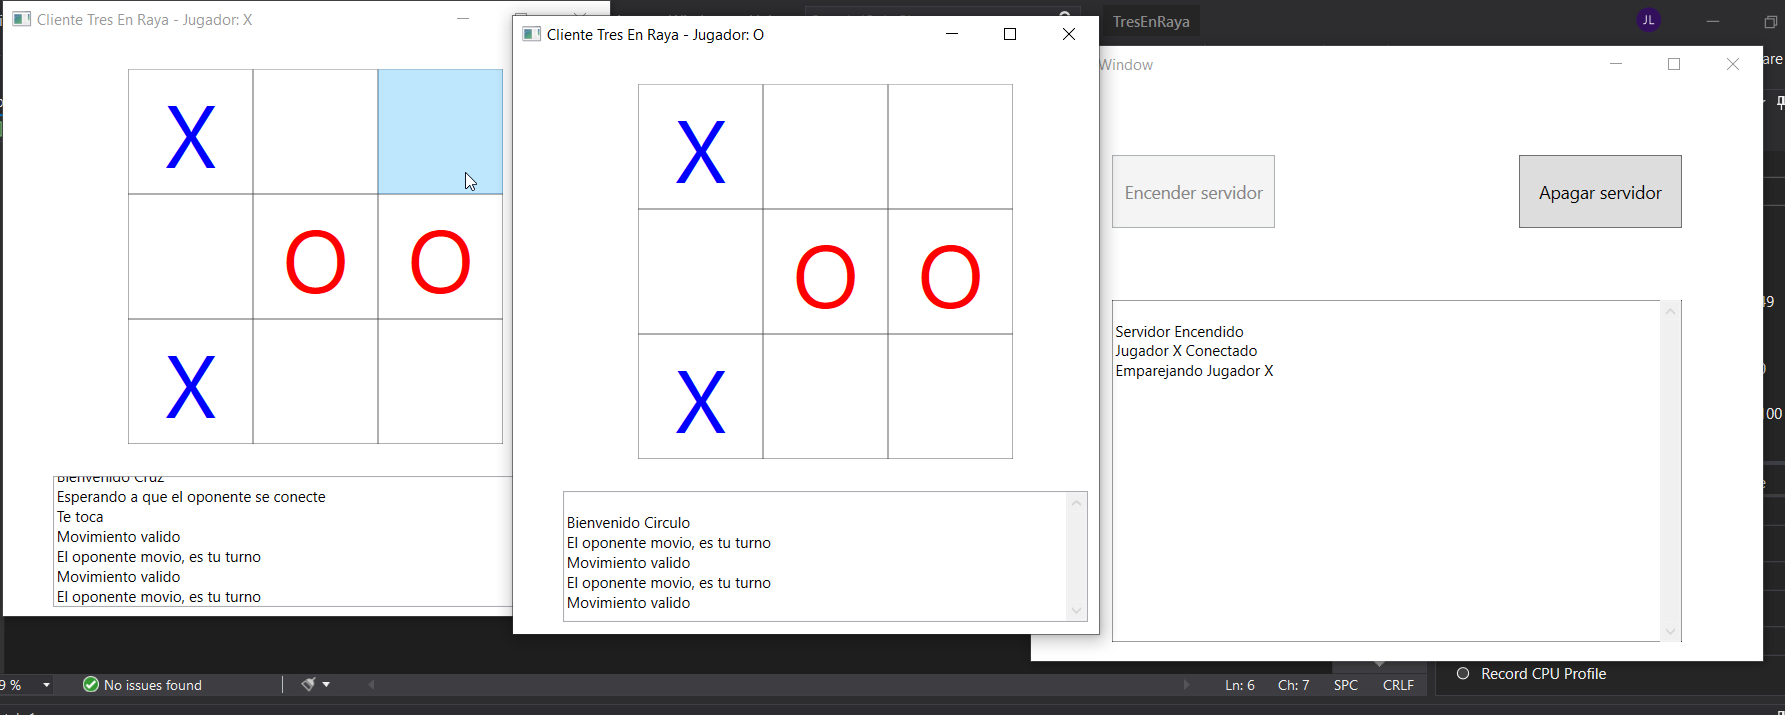 Cliente Tres En Raya - Jugador: X
X
O O
X
Bienvenido Cruz
Esperando a que el oponente se conecte
Te toca
Movimiento valido
El oponente movio, es tu turno
Movimiento valido
El oponente movio, es tu turno
Cliente Tres En Raya - Jugador: O
X
O O
X
Bienvenido Circulo
El oponente movio, es tu turno
Movimiento valido
El oponente movio, es tu turno
Movimiento valido
TresEnRaya
JL
Window
Encender servidor
Apagar servidor
Servidor Encendido
Jugador X Conectado
Emparejando Jugador X
9 %
No issues found
Ln: 6 Ch: 7 SPC CRLF
Record CPU Profile